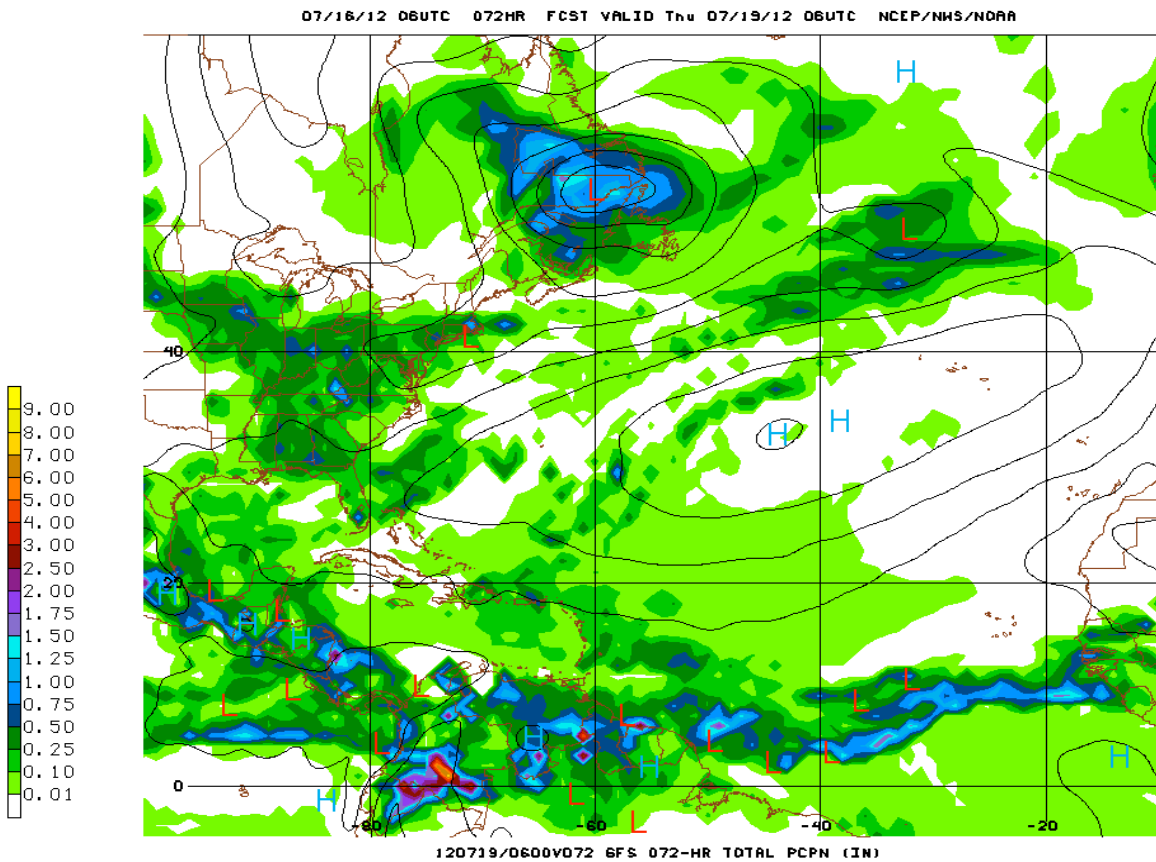 07/16/12 06UTC 072HR FCST VALID Thu 07/19/12 06UTC NCEP/NWS/NOAA
H
L
L
40
L
H
H
9.00
8.00
7.00
6.00
5.00
4.00
3.00
2.50
2.00
1.75
1.50
1.25
1.00
0.75
0.50
0.25
0.10
0.01
20
H L
L
H
H
L
L
L
L
L
L
L
H
L
L
L
H
H
0
H
L
L
-80 -60 -40 -20
120719/0600V072 GFS 072-HR TOTAL PCPN (IN)